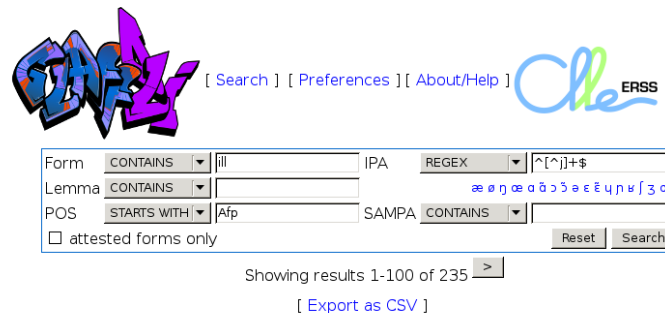 [ Search ] [ Preferences ] [ About/Help ]
ERSS
Form CONTAINS ill IPA REGEX ^[^j]+$
Lemma CONTAINS æ ø ŋ œ ɑ ɑ̃ ɔ ɔ̃ ə ɛ ɛ̃ ɥ ɲ ʁ ʃ ʒ
POS STARTS WITH Afp SAMPA CONTAINS
attested forms only Reset Search
Showing results 1-100 of 235 >
[ Export as CSV ]